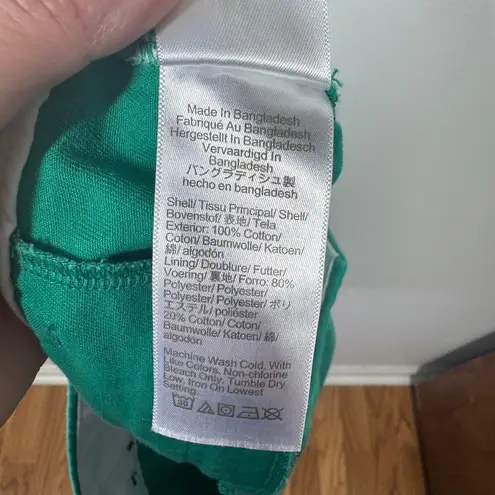 Made In Bangladesh
Fabriqué Au Bangladesh
Hergestellt In Bangladesch
Vervaardigd In
Bangladesh
バングラディシュ製
hecho en bangladesh
Shell/ Tissu Principal/ Shell/
Bovenstof/ 表地/ Tela
Exterior: 100% Cotton/
Coton/ Baumwolle/ Katoen/
綿/ algodón
Lining/ Doublure/ Futter/
Voering/ 裏地/ Forro: 80%
Polyester/ Polyester/
Polyester/ Polyester/ ポリ
エステル/ poliéster
20% Cotton/ Coton/
Baumwolle/ Katoen/ 綿/
algodón
Machine Wash Cold, With
Like Colors, Non-chlorine
Bleach Only, Tumble Dry
Low, Iron On Lowest
Setting
30